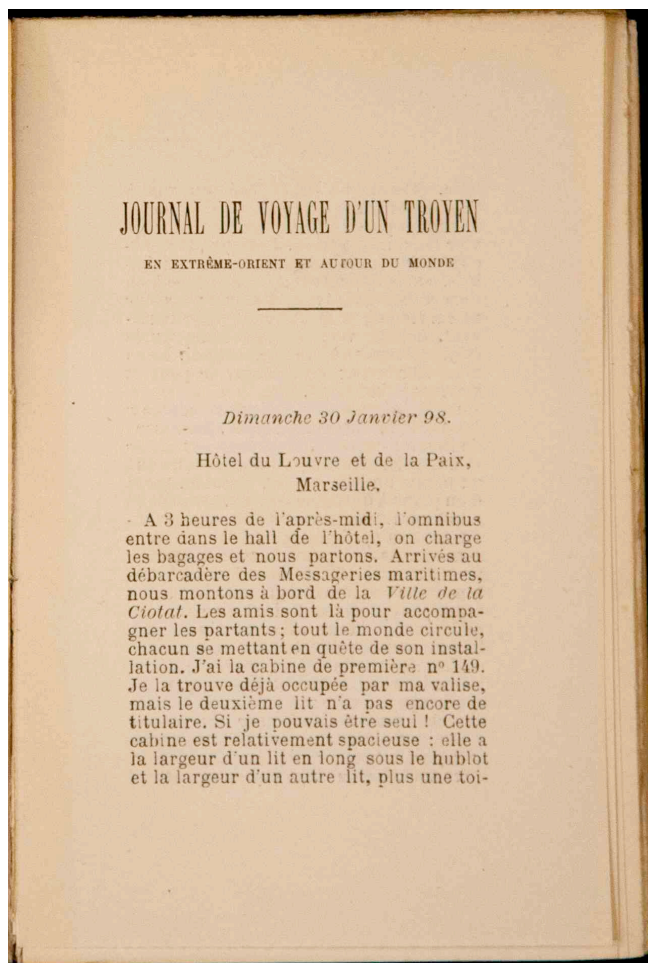 JOURNAL DE VOYAGE D'UN TROYEN
EN EXTRÊME-ORIENT ET AUTOUR DU MONDE
Dimanche 30 Janvier 98.
Hôtel du Louvre et de la Paix,
Marseille.
A 3 heures de l'après-midi, l'omnibus
entre dans le hall de l'hôtel, on charge
les bagages et nous partons. Arrivés au
débarcadère des Messageries maritimes,
nous montons à bord de la Ville de la
Ciotat. Les amis sont là pour accompa-
gner les partants ; tout le monde circule,
chacun se mettant en quête de son instal-
lation. J'ai la cabine de première nº 149.
Je la trouve déjà occupée par ma valise,
mais le deuxième lit n'a pas encore de
titulaire. Si je pouvais être seul ! Cette
cabine est relativement spacieuse : elle a
la largeur d'un lit en long sous le hublot
et la largeur d'un autre lit, plus une toi-